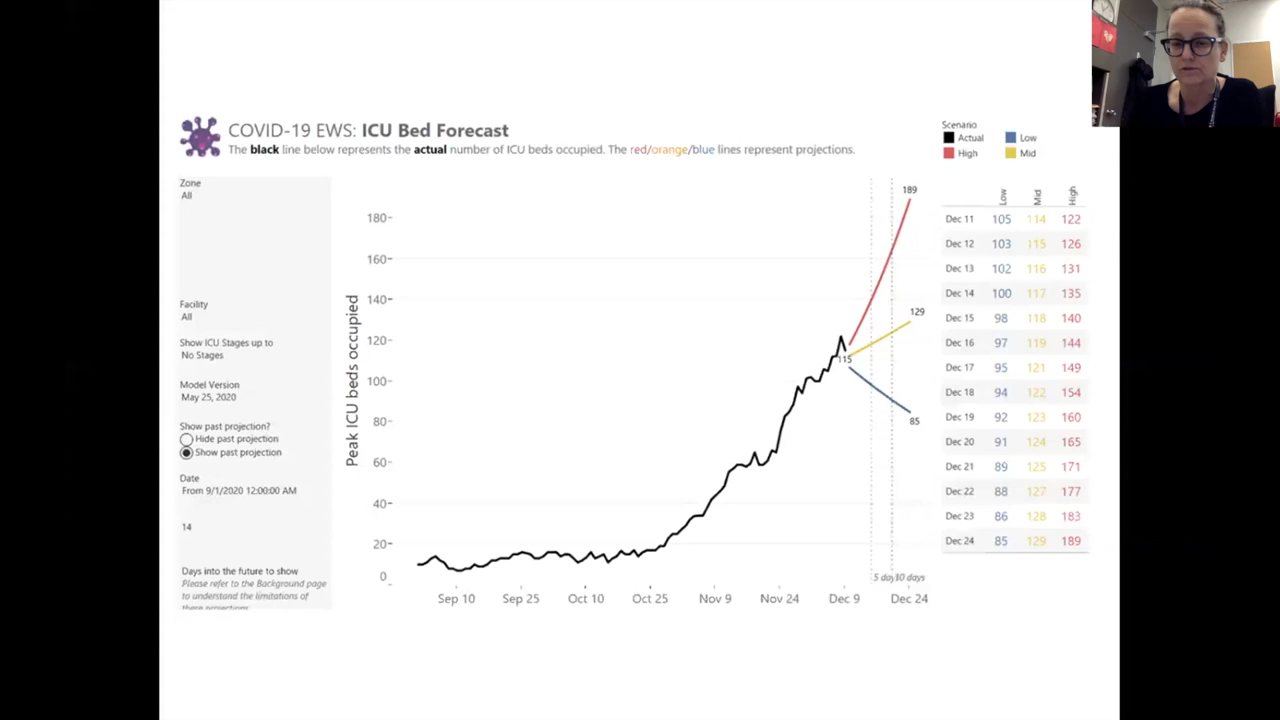 COVID-19 EWS: ICU Bed Forecast
The black line below represents the actual number of ICU beds occupied. The red/orange/blue lines represent projections.
Scenario
Actual
Low
High
Mid
Zone
All
Facility
All
Show ICU Stages up to
No Stages
Model Version
May 25, 2020
Show past projection?
Hide past projection
Show past projection
Date
From 9/1/2020 12:00:00 AM
14
Days into the future to show
Please refer to the Background page
to understand the limitations of
these projections
Peak ICU beds occupied
180
160
140
120
100
80
60
40
20
0
189
129
115
85
5 day
10 days
Sep 10
Sep 25
Oct 10
Oct 25
Nov 9
Nov 24
Dec 9
Dec 24
Low Mid High
Dec 11 105 114 122
Dec 12 103 115 126
Dec 13 102 116 131
Dec 14 100 117 135
Dec 15 98 118 140
Dec 16 97 119 144
Dec 17 95 121 149
Dec 18 94 122 154
Dec 19 92 123 160
Dec 20 91 124 165
Dec 21 89 125 171
Dec 22 88 127 177
Dec 23 86 128 183
Dec 24 85 129 189